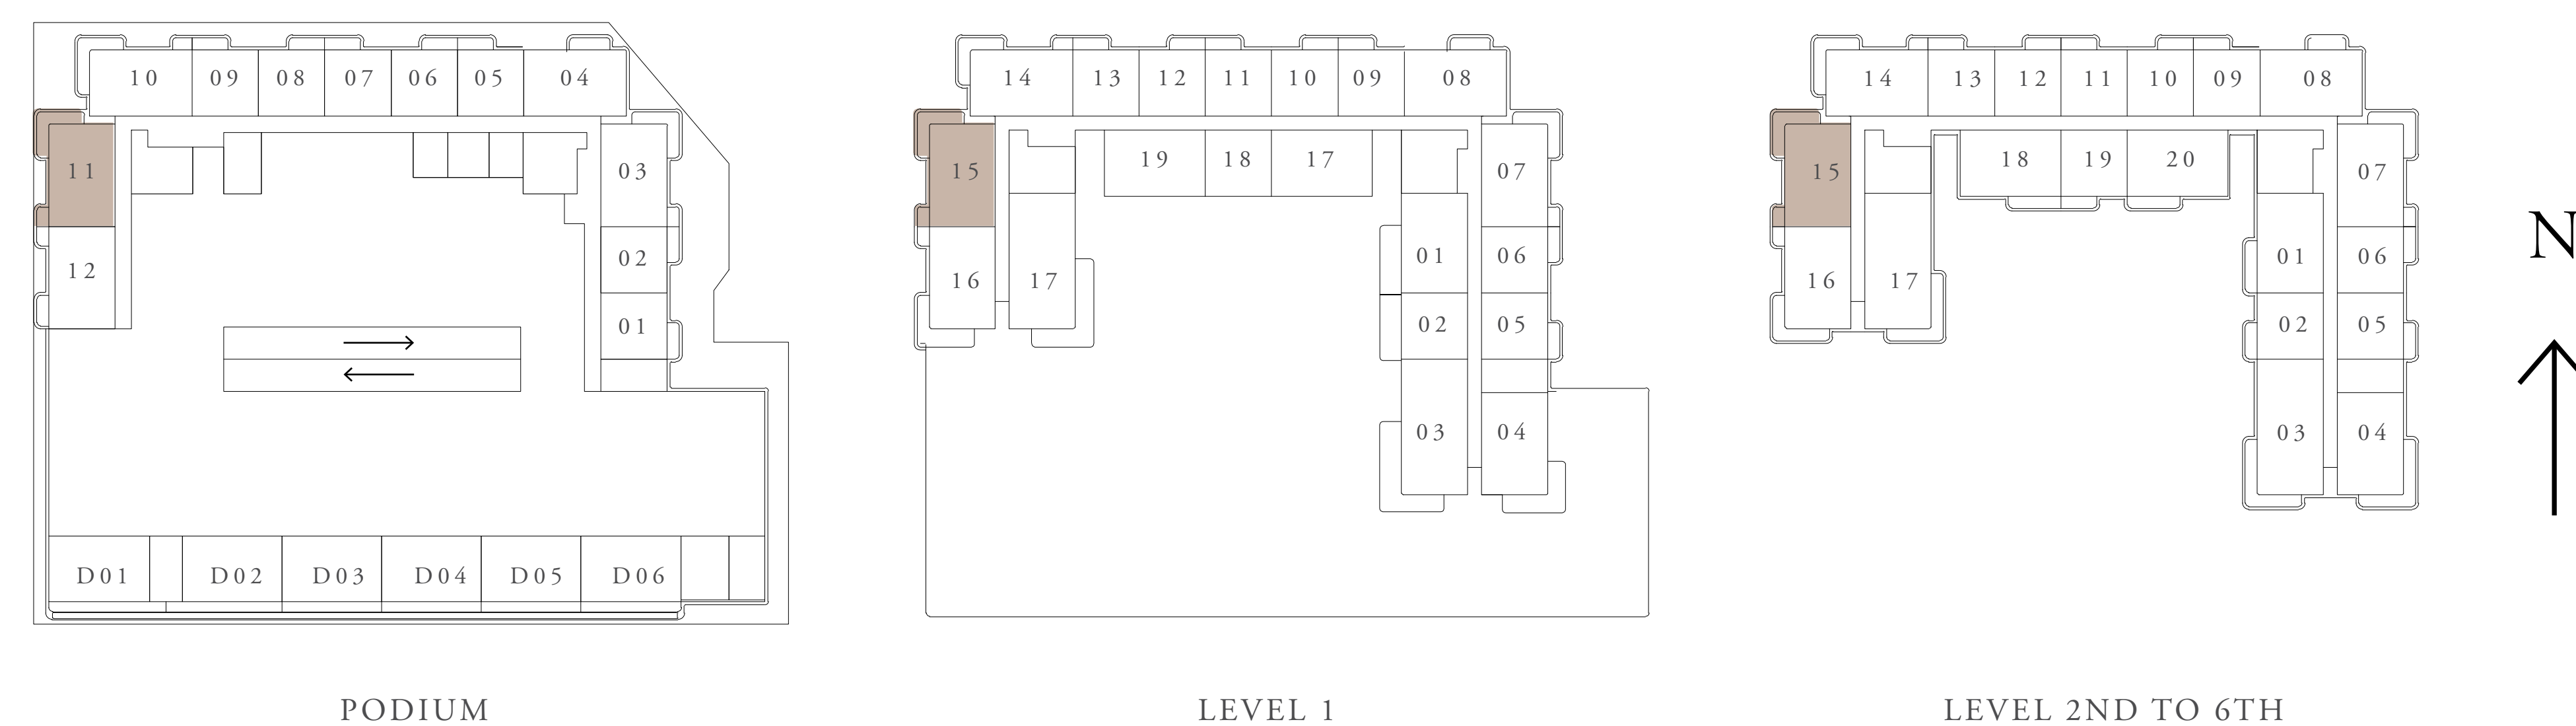 10 09 08 07 06 05 04
11 03
12 02
01
D01 D02 D03 D04 D05 D06
PODIUM
14 13 12 11 10 09 08
19 18 17
15 07
16 17 01 06
02 05
03 04
LEVEL 1
14 13 12 11 10 09 08
18 19 20
15 07
16 17 01 06
02 05
03 04
LEVEL 2ND TO 6TH
N